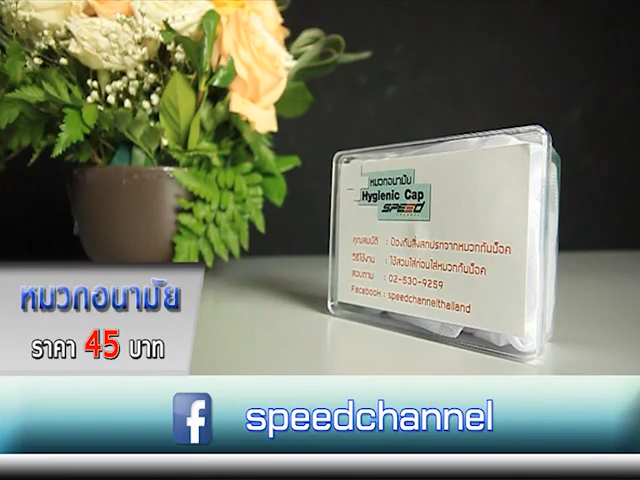 หมวกอนามัย
Hygienic Cap
SPEED
CHANNEL
คุณสมบัติ : ป้องกันสิ่งสกปรกจากหมวกกันน็อค
วิธีใช้งาน : ใช้สวมใส่ก่อนใส่หมวกกันน็อค
สอบถาม : 02-530-9259
Facebook : speedchannelthailand
หมวกอนามัย
ราคา 45 บาท
f speedchannel